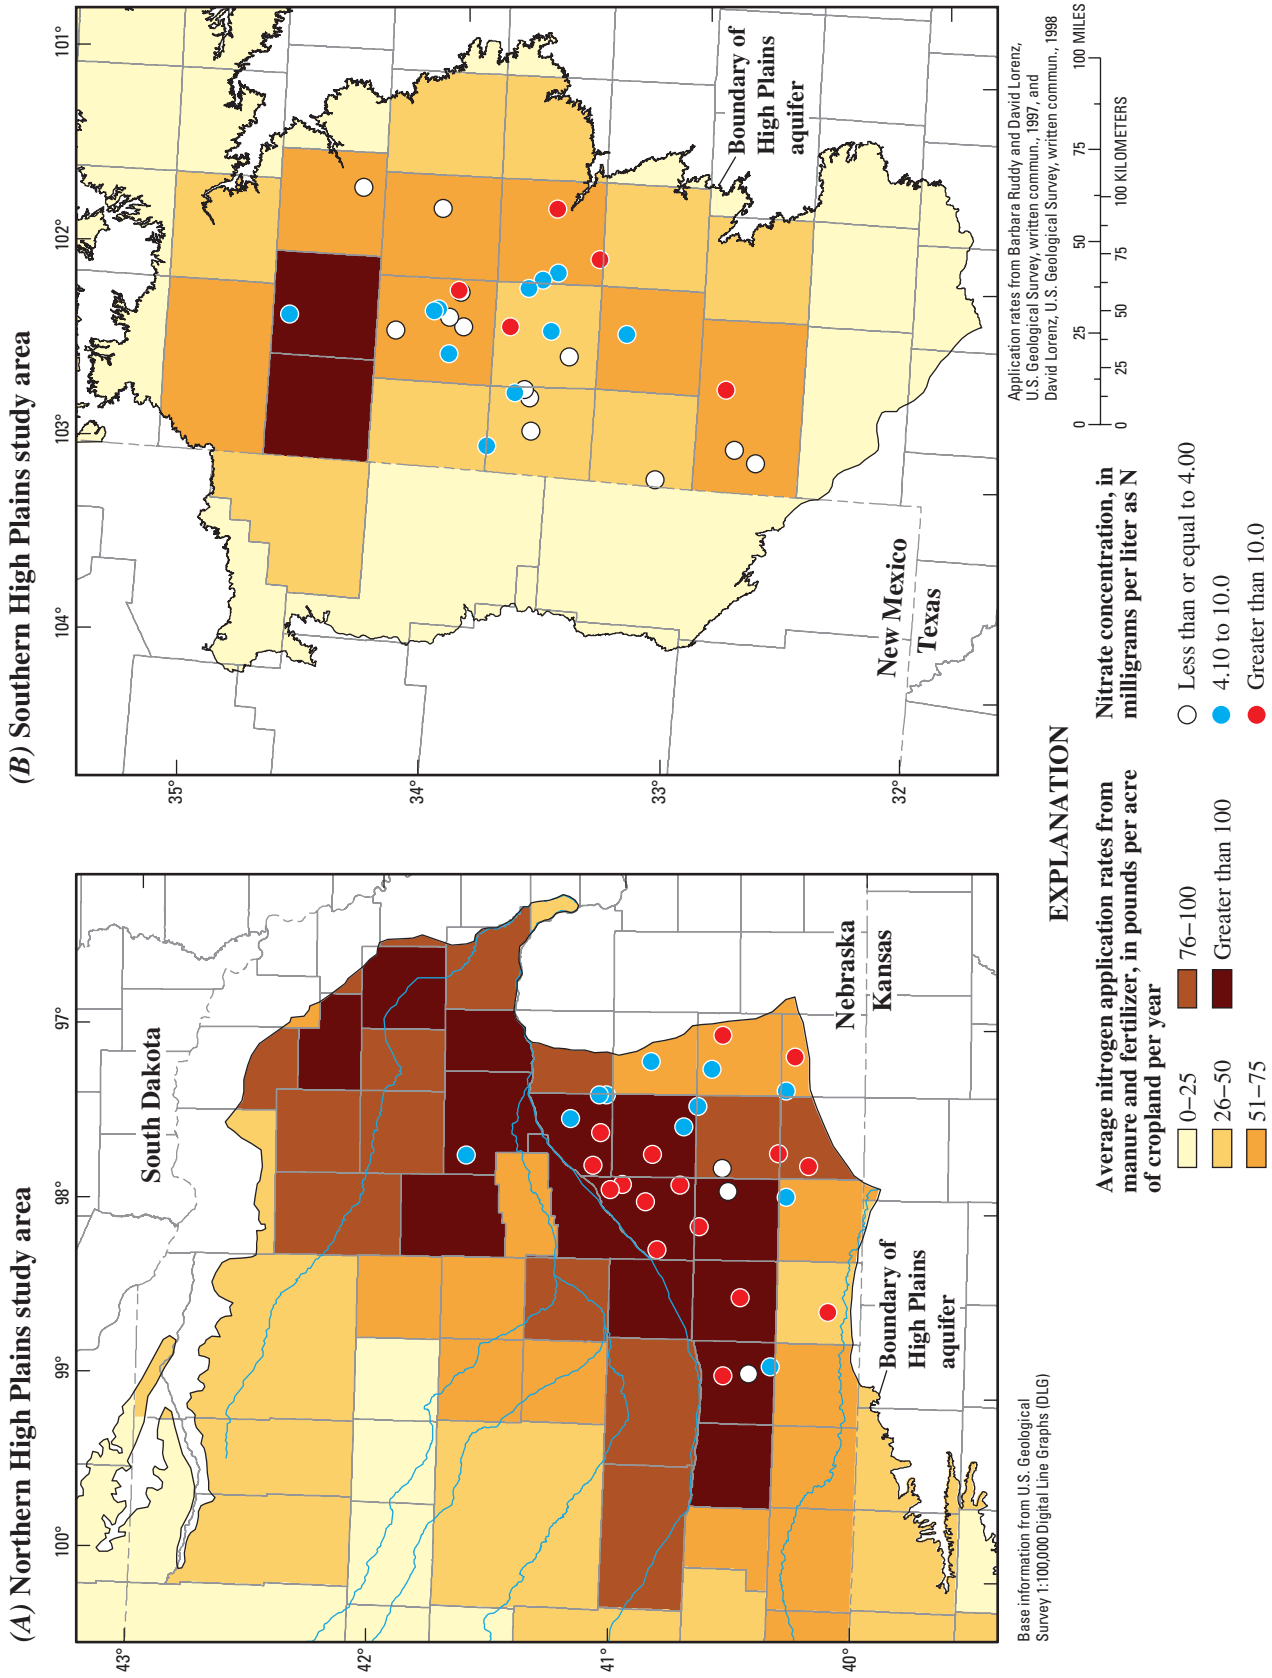 (A) Northern High Plains study area
100°
99°
98°
97°
43°
42°
41°
40°
South Dakota
Nebraska
Kansas
Boundary of
High Plains
aquifer
Base information from U.S. Geological
Survey 1:100,000 Digital Line Graphs (DLG)
(B) Southern High Plains study area
104°
103°
102°
101°
35°
34°
33°
32°
New Mexico
Texas
Boundary of
High Plains
aquifer
Application rates from Barbara Ruddy and David Lorenz,
U.S. Geological Survey, written commun., 1997, and
David Lorenz, U.S. Geological Survey, written commun., 1998
0 25 50 75 100 MILES
0 25 50 75 100 KILOMETERS
EXPLANATION
Average nitrogen application rates from
manure and fertilizer, in pounds per acre
of cropland per year
0–25
26–50
51–75
76–100
Greater than 100
Nitrate concentration, in
milligrams per liter as N
Less than or equal to 4.00
4.10 to 10.0
Greater than 10.0